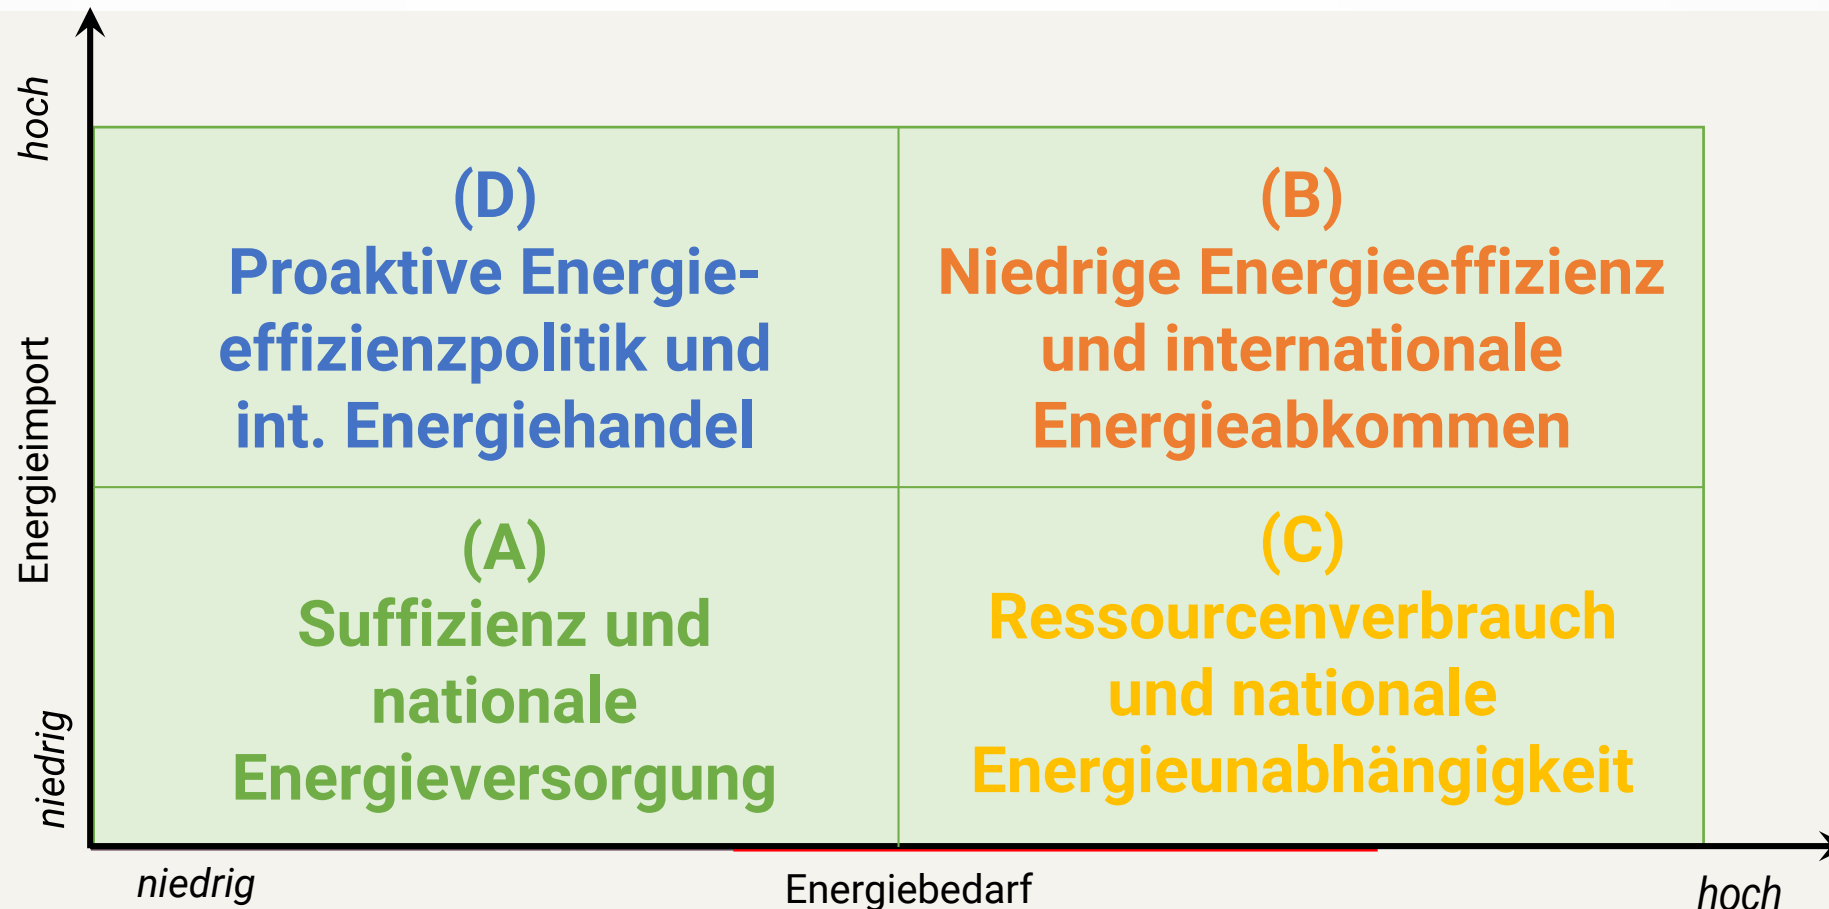 hoch
Energieimport
niedrig
(D)
Proaktive Energie-
effizienzpolitik und
int. Energiehandel
(B)
Niedrige Energieeffizienz
und internationale
Energieabkommen
(A)
Suffizienz und
nationale
Energieversorgung
(C)
Ressourcenverbrauch
und nationale
Energieunabhängigkeit
niedrig
Energiebedarf
hoch